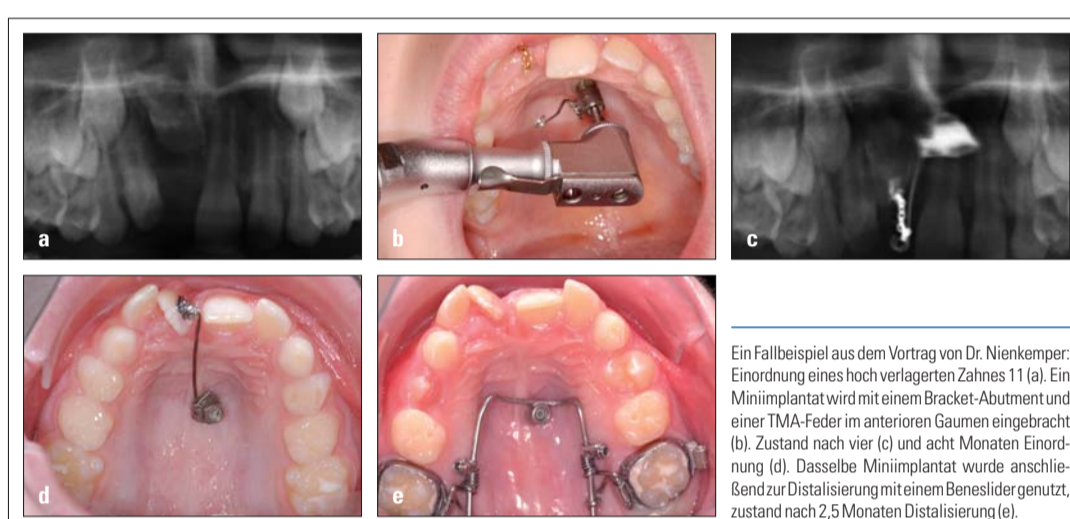 a
b
c
d
e
Ein Fallbeispiel aus dem Vortrag von Dr. Nienkemper:
Einordnung eines hoch verlagerten Zahnes 11 (a). Ein
Miniimplantat wird mit einem Bracket-Abutment und
einer TMA-Feder im anterioren Gaumen eingebracht
(b). Zustand nach vier (c) und acht Monaten Einord-
nung (d). Dasselbe Miniimplantat wurde anschlie-
ßend zur Distalisierung mit einem Beneslider genutzt,
zustand nach 2,5 Monaten Distalisierung (e).